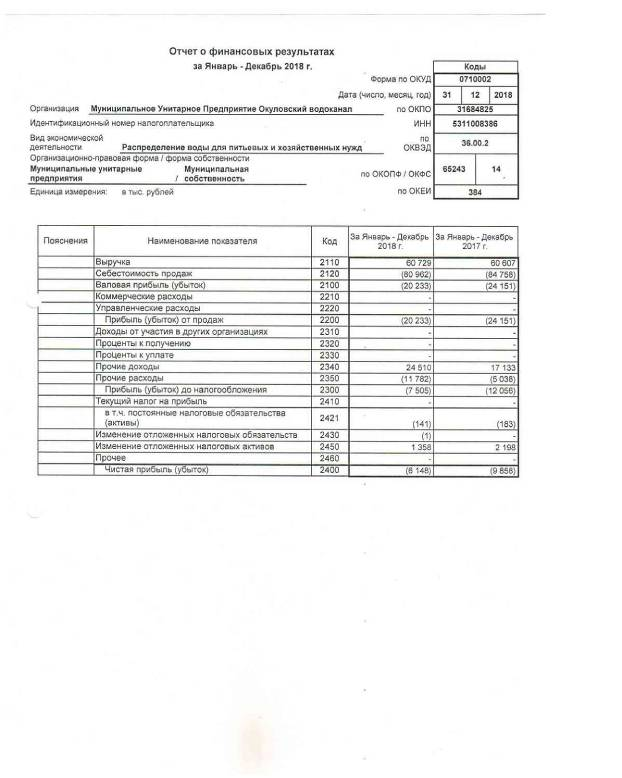 Отчет о финансовых результатах
за Январь - Декабрь 2018 г.
Коды
Форма по ОКУД 0710002
Дата (число, месяц, год) 31 12 2018
Организация Муниципальное Унитарное Предприятие Окуловский водоканал по ОКПО 31684825
Идентификационный номер налогоплательщика ИНН 5311008386
Вид экономической деятельности Распределение воды для питьевых и хозяйственных нужд по ОКВЭД 36.00.2
Организационно-правовая форма / форма собственности
Муниципальные унитарные предприятия / Муниципальная собственность по ОКОПФ / ОКФС 65243 14
Единица измерения: в тыс. рублей по ОКЕИ 384
Пояснения Наименование показателя Код За Январь - Декабрь 2018 г. За Январь - Декабрь 2017 г.
Выручка 2110 60 729 60 607
Себестоимость продаж 2120 (80 962) (84 758)
Валовая прибыль (убыток) 2100 (20 233) (24 151)
Коммерческие расходы 2210 - -
Управленческие расходы 2220 - -
Прибыль (убыток) от продаж 2200 (20 233) (24 151)
Доходы от участия в других организациях 2310 - -
Проценты к получению 2320 - -
Проценты к уплате 2330 - -
Прочие доходы 2340 24 510 17 133
Прочие расходы 2350 (11 782) (5 038)
Прибыль (убыток) до налогообложения 2300 (7 505) (12 056)
Текущий налог на прибыль 2410 - -
в т.ч. постоянные налоговые обязательства (активы) 2421 (141) (183)
Изменение отложенных налоговых обязательств 2430 (1) -
Изменение отложенных налоговых активов 2450 1 358 2 198
Прочее 2460 - -
Чистая прибыль (убыток) 2400 (6 148) (9 858)